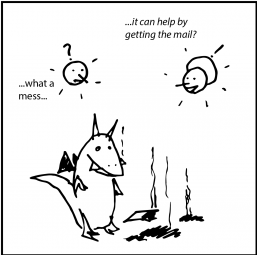 ...it can help by
getting the mail?
?
!
...what a
mess...